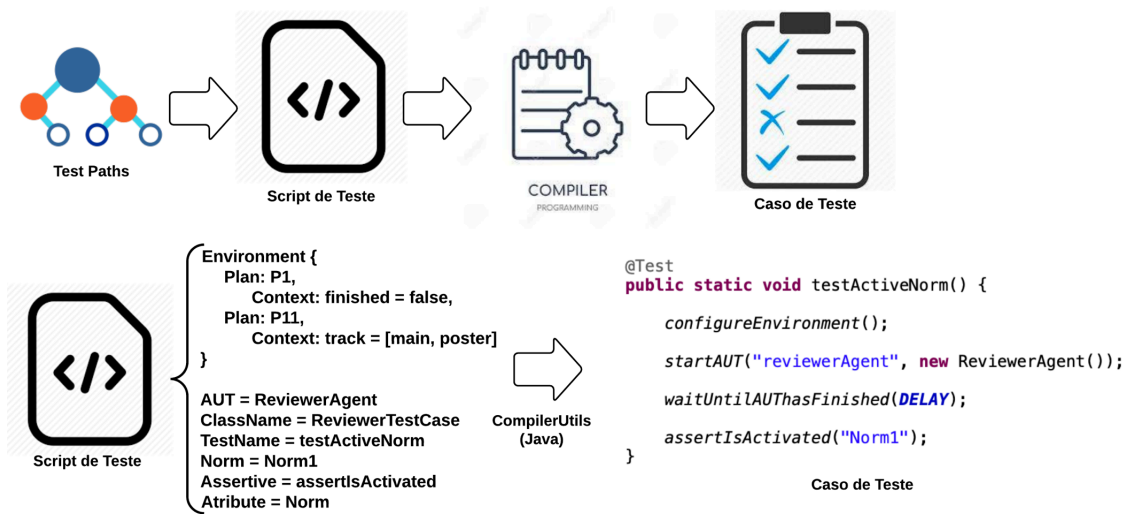 </>
Test Paths
Script de Teste
COMPILER
PROGRAMMING
Caso de Teste
</>
Script de Teste
Environment {
Plan: P1,
Context: finished = false,
Plan: P11,
Context: track = [main, poster]
}
AUT = ReviewerAgent
ClassName = ReviewerTestCase
TestName = testActiveNorm
Norm = Norm1
Assertive = assertIsActivated
Atribute = Norm
CompilerUtils
(Java)
@Test
public static void testActiveNorm() {
configureEnvironment();
startAUT("reviewerAgent", new ReviewerAgent());
waitUntilAUThasFinished(DELAY);
assertIsActivated("Norm1");
}
Caso de Teste